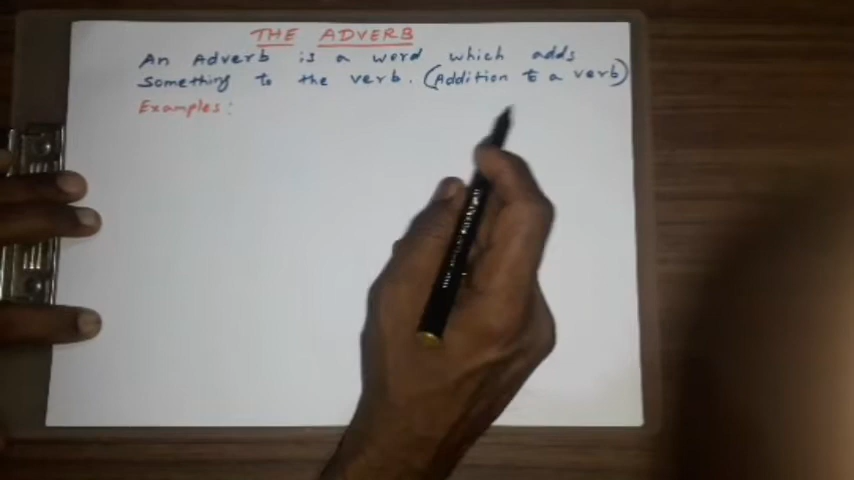 THE ADVERB
An Adverb is a word which adds
Something to the verb. (Addition to a verb)
Examples: